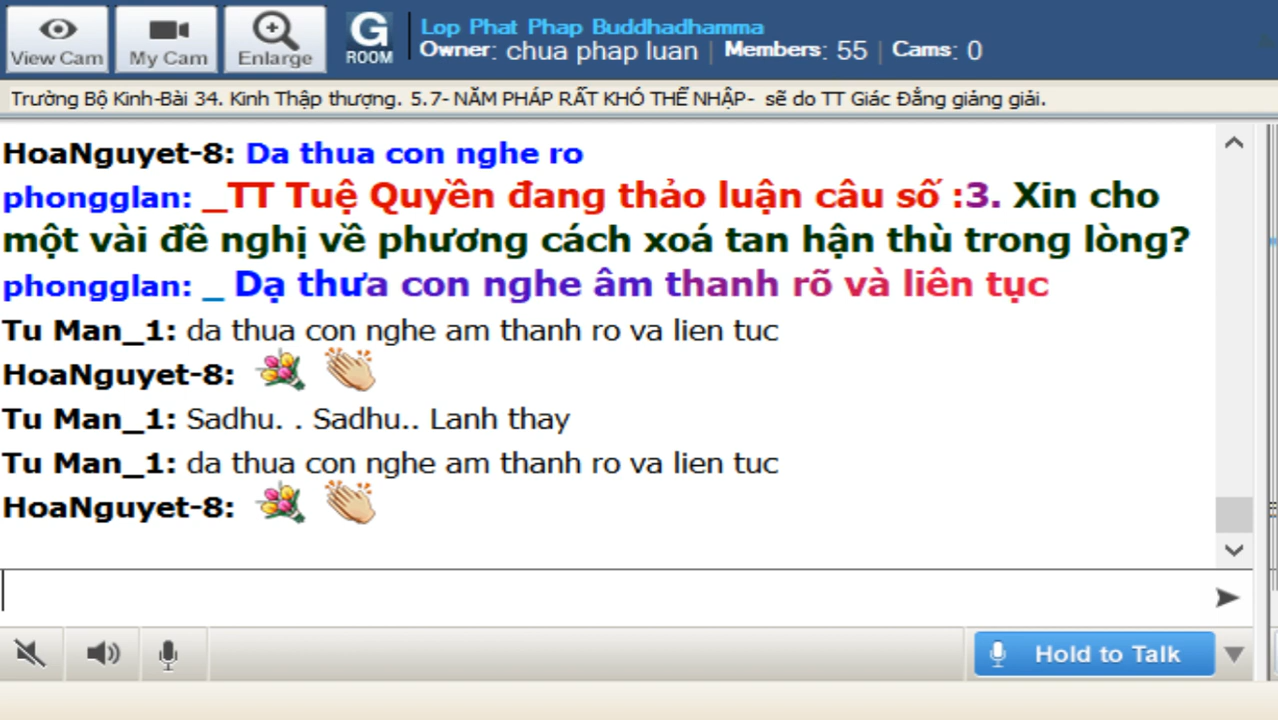 View Cam
My Cam
Enlarge
G
ROOM
Lop Phat Phap Buddhadhamma
Owner: chua phap luan | Members: 55 | Cams: 0
Trường Bộ Kinh-Bài 34. Kinh Thập thượng. 5.7- NĂM PHÁP RẤT KHÓ THỂ NHẬP- sẽ do TT Giác Đẳng giảng giải.
HoaNguyet-8: Da thua con nghe ro
phongglan: _TT Tuệ Quyền đang thảo luận câu số :3. Xin cho
một vài đề nghị về phương cách xoá tan hận thù trong lòng?
phongglan: _ Dạ thưa con nghe âm thanh rõ và liên tục
Tu Man_1: da thua con nghe am thanh ro va lien tuc
HoaNguyet-8:
Tu Man_1: Sadhu. . Sadhu.. Lanh thay
Tu Man_1: da thua con nghe am thanh ro va lien tuc
HoaNguyet-8:
Hold to Talk